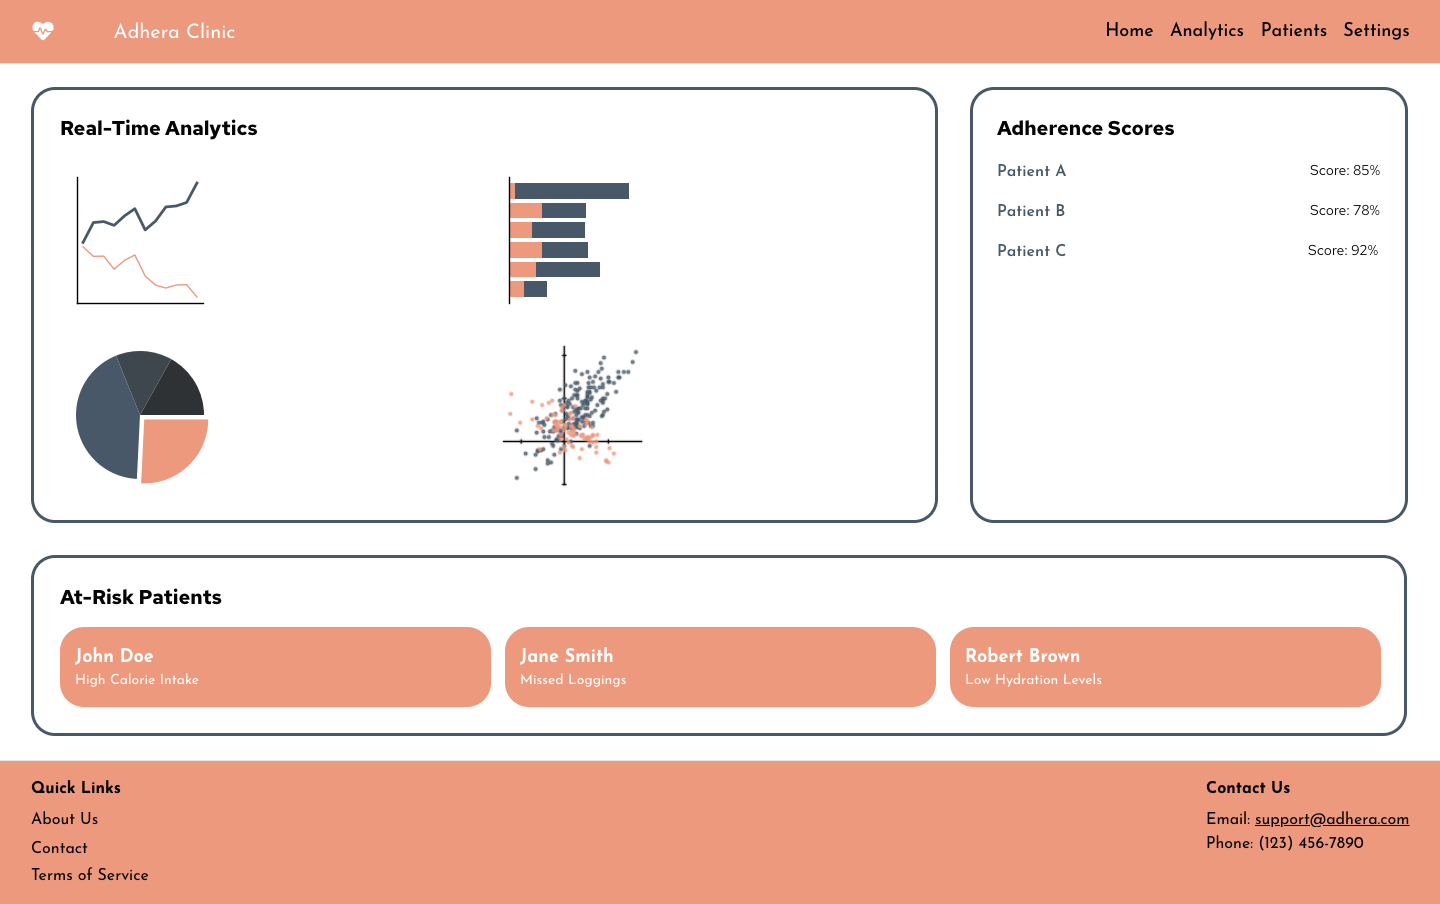 Adhera Clinic
Home Analytics Patients Settings
Real-Time Analytics
Adherence Scores
Patient A Score: 85%
Patient B Score: 78%
Patient C Score: 92%
At-Risk Patients
John Doe
High Calorie Intake
Jane Smith
Missed Loggings
Robert Brown
Low Hydration Levels
Quick Links
About Us
Contact
Terms of Service
Contact Us
Email: support@adhera.com
Phone: (123) 456-7890